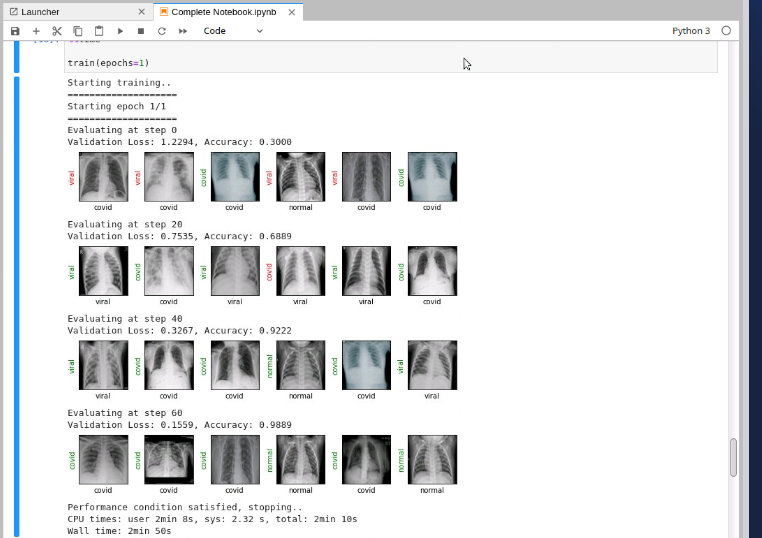 Launcher
Complete Notebook.ipynb
Code
Python 3
train(epochs=1)
Starting training..
====================
Starting epoch 1/1
====================
Evaluating at step 0
Validation Loss: 1.2294, Accuracy: 0.3000
viral viral covid viral viral covid
covid covid covid normal covid covid
Evaluating at step 20
Validation Loss: 0.7535, Accuracy: 0.6889
viral covid viral covid viral covid
viral covid viral viral viral covid
Evaluating at step 40
Validation Loss: 0.3267, Accuracy: 0.9222
viral covid covid normal covid viral
viral covid covid normal covid viral
Evaluating at step 60
Validation Loss: 0.1559, Accuracy: 0.9889
covid covid covid normal covid normal
covid covid covid normal covid normal
Performance condition satisfied, stopping..
CPU times: user 2min 8s, sys: 2.32 s, total: 2min 10s
Wall time: 2min 50s